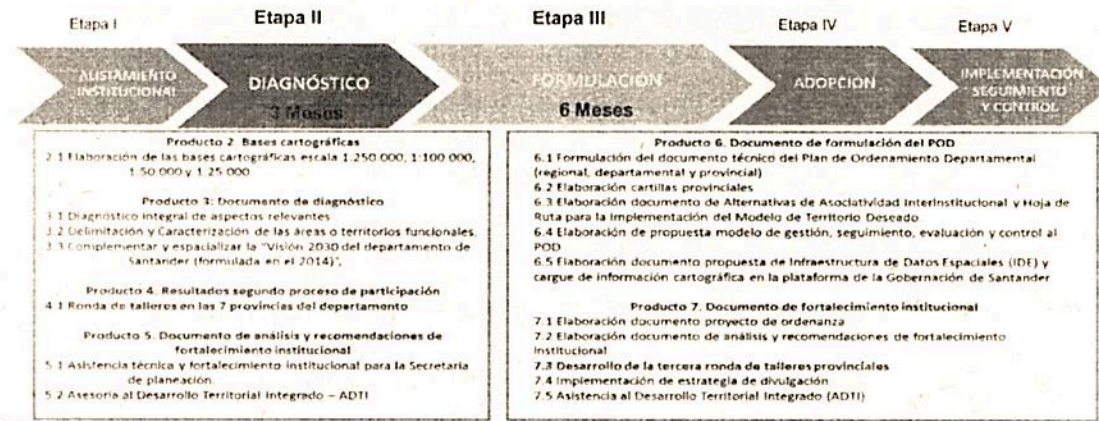 Etapa I
Etapa II
Etapa III
Etapa IV
Etapa V
ALISTAMIENTO
INSTITUCIONAL
DIAGNÓSTICO
3 Meses
FORMULACIÓN
6 Meses
ADOPCION
IMPLEMENTACIÓN
SEGUIMIENTO
Y CONTROL
Producto 2. Bases cartográficas
2.1 Elaboración de las bases cartográficas escala 1:250.000, 1:100.000,
1:50.000 y 1:25.000
Producto 3: Documento de diagnóstico
3.1 Diagnóstico integral de aspectos relevantes
3.2 Delimitación y Caracterización de las áreas o territorios funcionales.
3.3 Complementar y espacializar la "Visión 2030 del departamento de
Santander (formulada en el 2014)",
Producto 4. Resultados segundo proceso de participación
4.1 Ronda de talleres en las 7 provincias del departamento
Producto 5. Documento de análisis y recomendaciones de
fortalecimiento institucional
5.1 Asistencia técnica y fortalecimiento institucional para la Secretaria
de planeación.
5.2 Asesoria al Desarrollo Territorial Integrado – ADTI
Producto 6. Documento de formulación del POD
6.1 Formulación del documento técnico del Plan de Ordenamiento Departamental
(regional, departamental y provincial)
6.2 Elaboración cartillas provinciales
6.3 Elaboración documento de Alternativas de Asociatividad Interinstitucional y Hoja de
Ruta para la Implementación del Modelo de Territorio Deseado
6.4 Elaboración de propuesta modelo de gestión, seguimiento, evaluación y control al
POD
6.5 Elaboración documento propuesta de Infraestructura de Datos Espaciales (IDE) y
cargue de información cartográfica en la plataforma de la Gobernación de Santander
Producto 7. Documento de fortalecimiento institucional
7.1 Elaboración documento proyecto de ordenanza
7.2 Elaboración documento de análisis y recomendaciones de fortalecimiento
institucional
7.3 Desarrollo de la tercera ronda de talleres provinciales
7.4 Implementación de estrategia de divulgación
7.5 Asistencia al Desarrollo Territorial Integrado (ADTI)